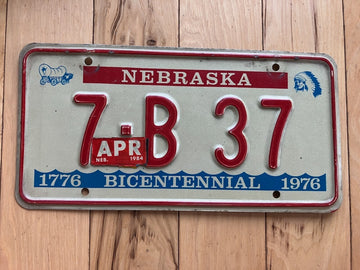 NEBRASKA
7 B 37
APR
NEB. 1984
1776 BICENTENNIAL 1976